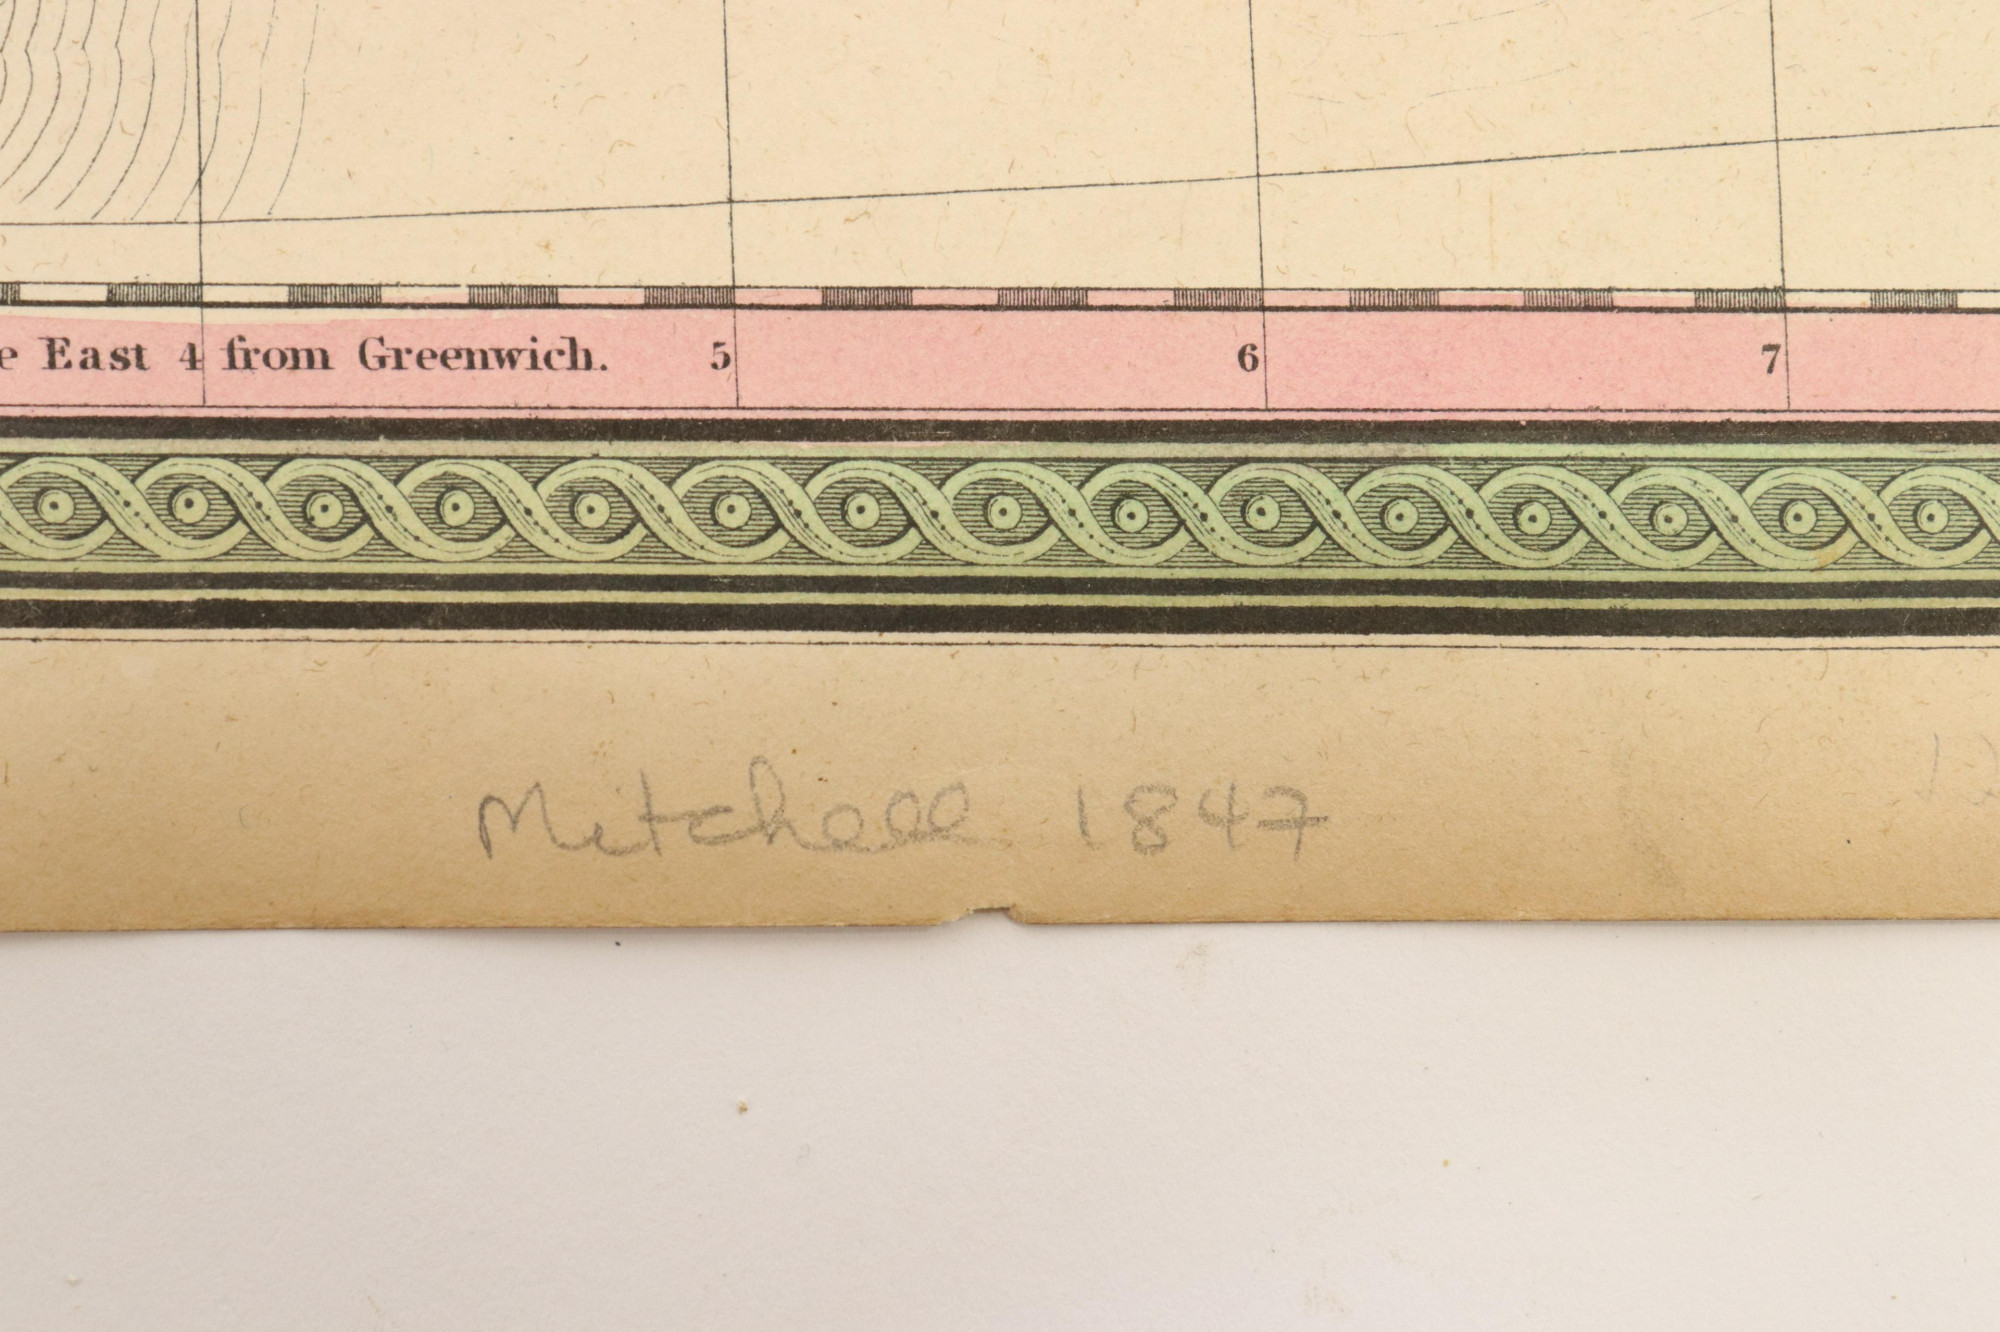 e East 4 from Greenwich. 5 6 7
Mitchell 1847